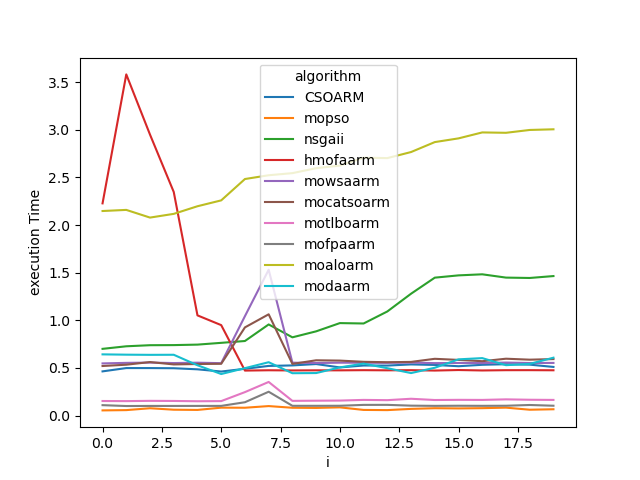 algorithm
CSOARM
mopso
nsgaii
hmofaarm
mowsaarm
mocatsoarm
motlboarm
mofpaarm
moaloarm
modaarm
execution Time
3.5
3.0
2.5
2.0
1.5
1.0
0.5
0.0
0.0 2.5 5.0 7.5 10.0 12.5 15.0 17.5
i